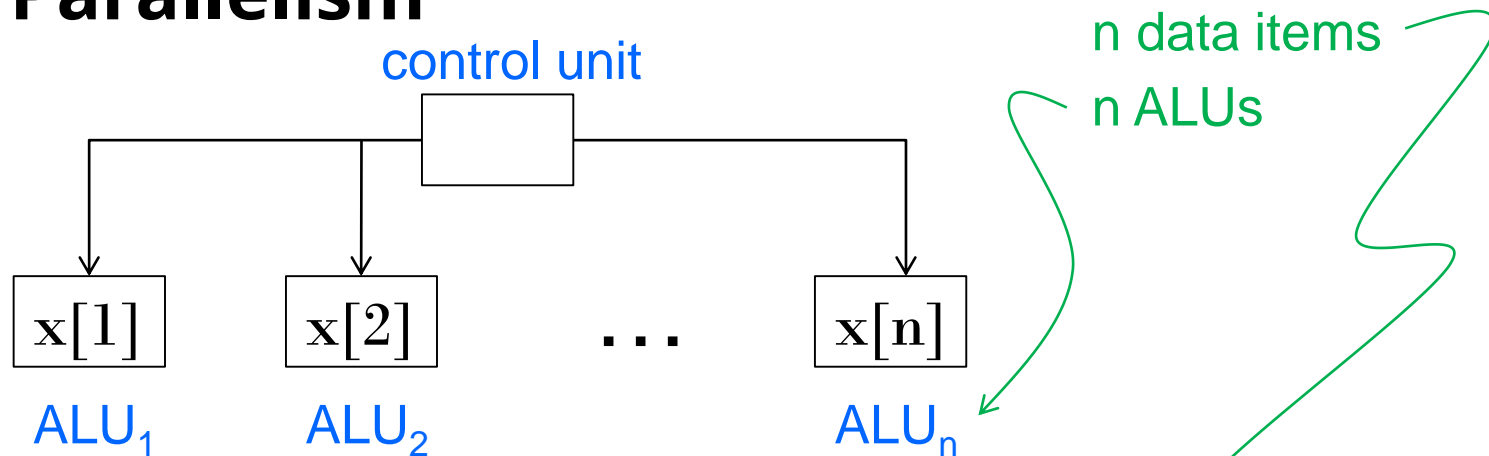 Parallelism
control unit
n data items
n ALUs
x[1] x[2] ... x[n]
ALU₁ ALU₂ ALUₙ